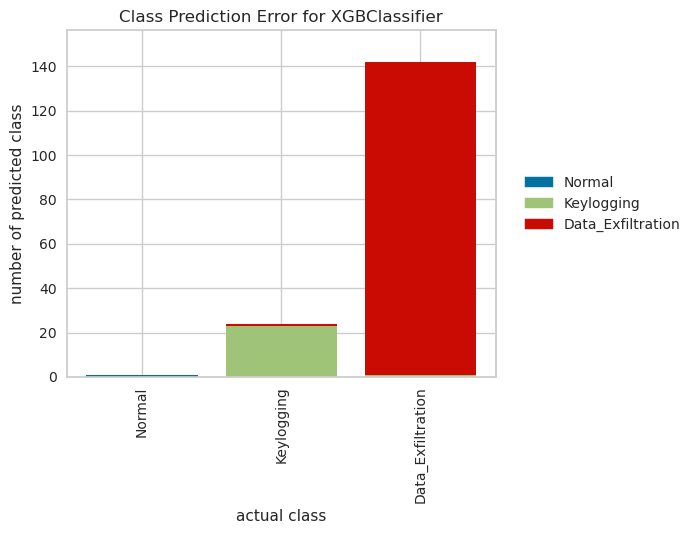 Class Prediction Error for XGBClassifier
number of predicted class
140
120
100
80
60
40
20
0
Normal
Keylogging
Data_Exfiltration
actual class
Normal
Keylogging
Data_Exfiltration